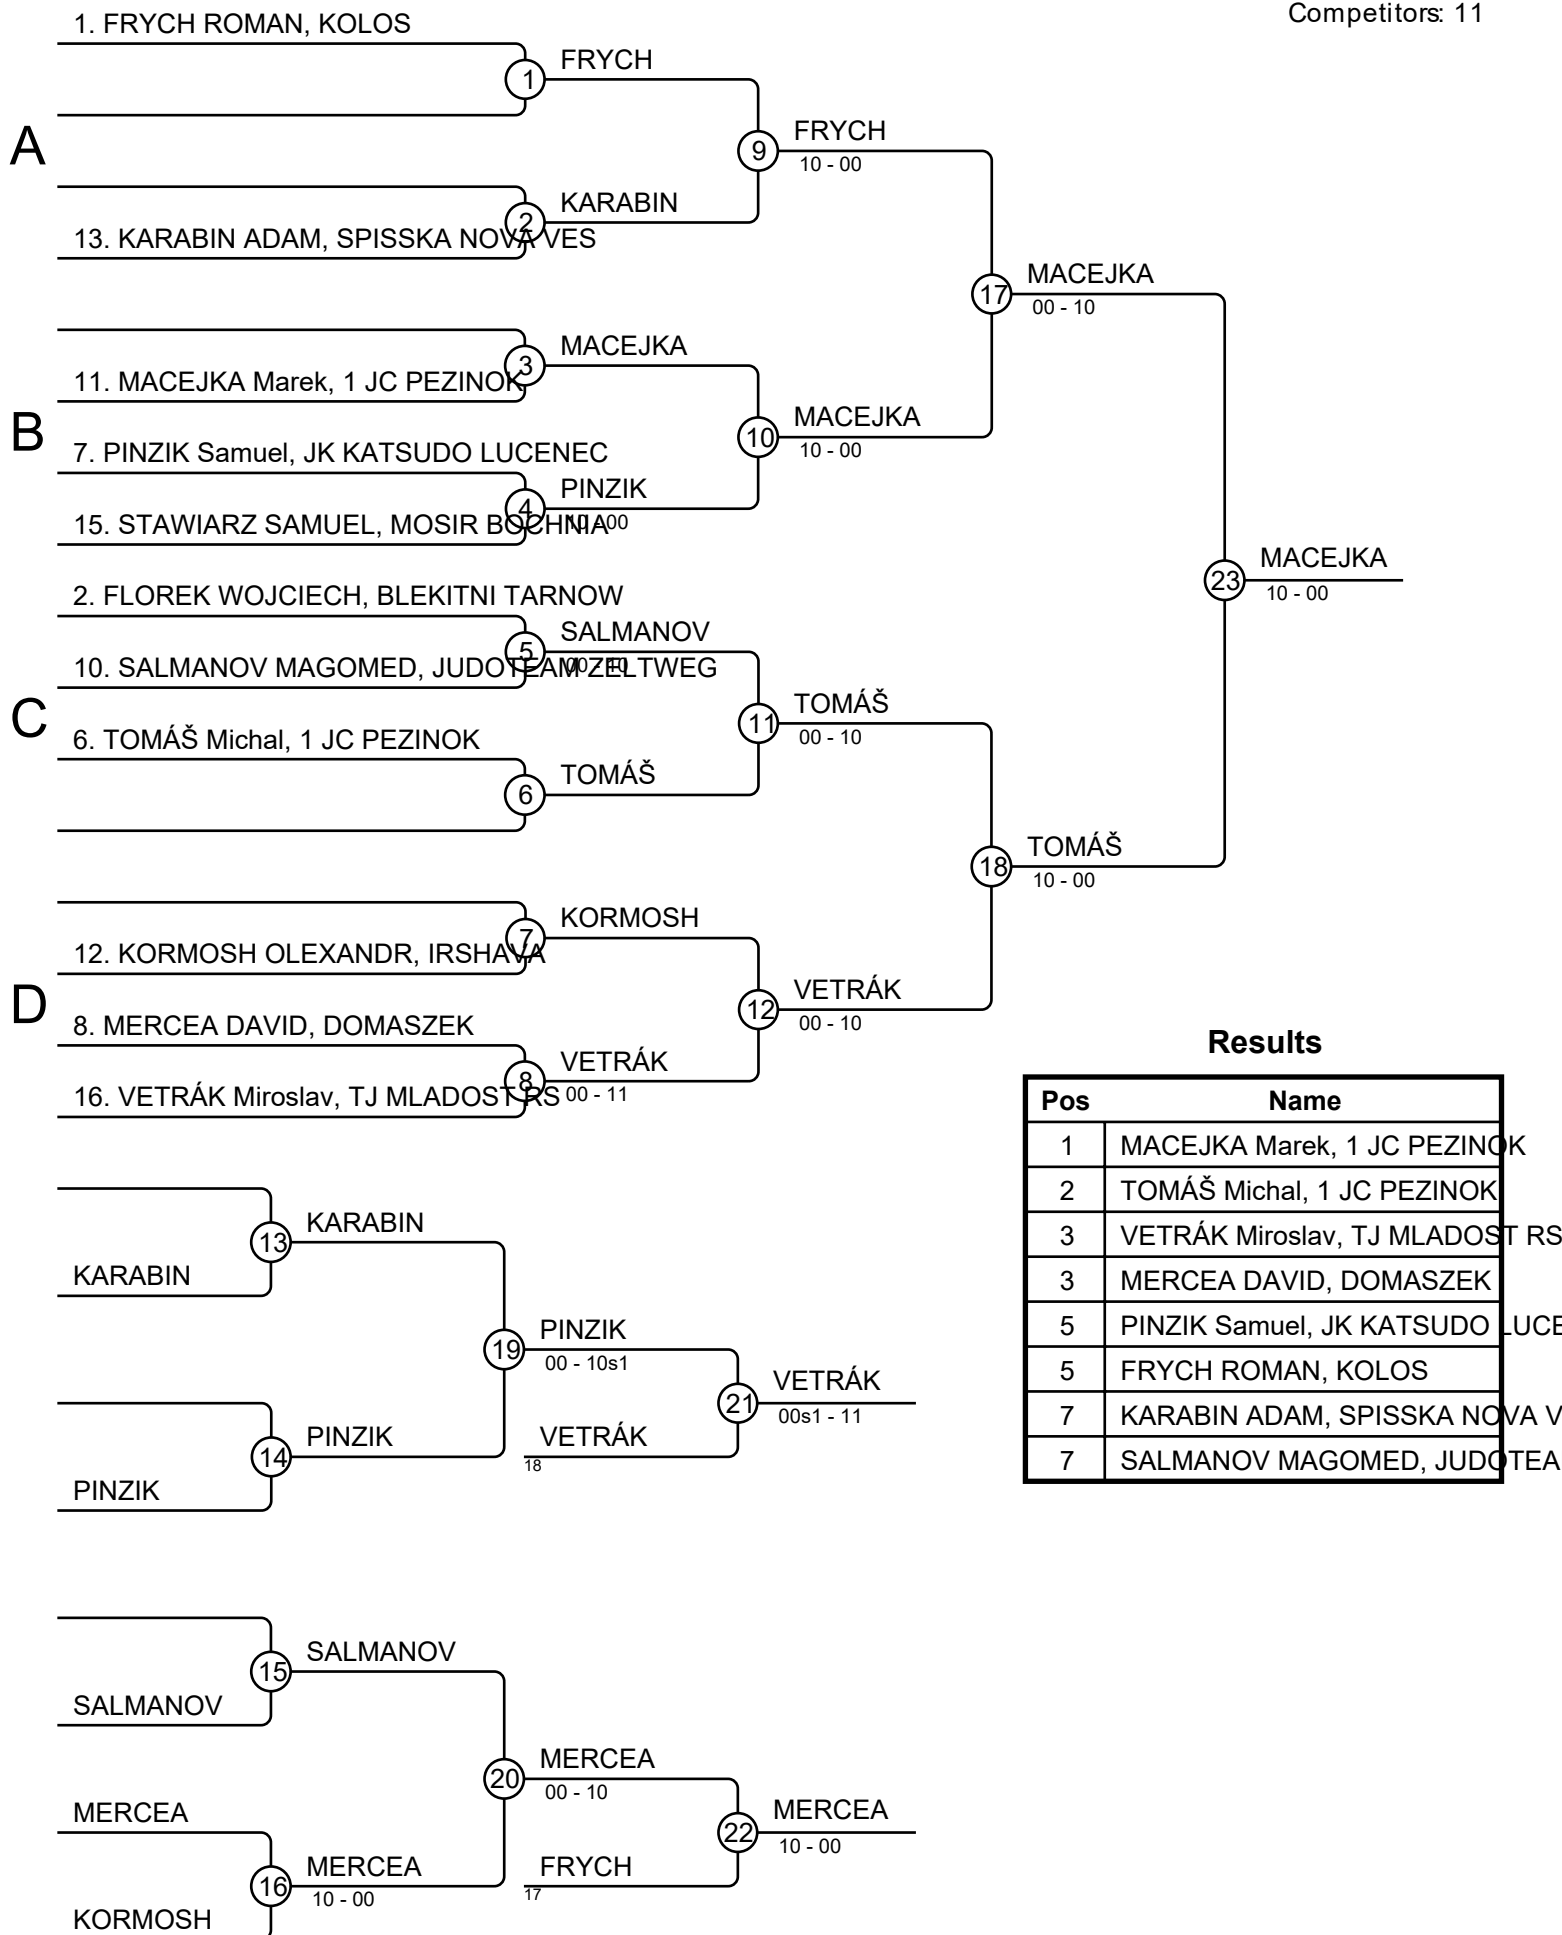 Competitors: 11
1. FRYCH ROMAN, KOLOS
1
FRYCH
A
9
FRYCH
10 - 00
2
KARABIN
13. KARABIN ADAM, SPISSKA NOVA VES
17
MACEJKA
00 - 10
3
MACEJKA
11. MACEJKA Marek, 1 JC PEZINOK
B
10
MACEJKA
10 - 00
7. PINZIK Samuel, JK KATSUDO LUCENEC
4
PINZIK
10 - 00
15. STAWIARZ SAMUEL, MOSIR BOCHNIA
23
MACEJKA
10 - 00
2. FLOREK WOJCIECH, BLEKITNI TARNOW
5
SALMANOV
00 - 10
10. SALMANOV MAGOMED, JUDOTEAM ZELTWEG
C
11
TOMÁŠ
00 - 10
6. TOMÁŠ Michal, 1 JC PEZINOK
6
TOMÁŠ
18
TOMÁŠ
10 - 00
7
KORMOSH
12. KORMOSH OLEXANDR, IRSHAVA
D
12
VETRÁK
00 - 10
8. MERCEA DAVID, DOMASZEK
8
VETRÁK
00 - 11
16. VETRÁK Miroslav, TJ MLADOST RS
13
KARABIN
KARABIN
19
PINZIK
00 - 10s1
21
VETRÁK
00s1 - 11
14
PINZIK
VETRÁK
18
PINZIK
15
SALMANOV
SALMANOV
20
MERCEA
00 - 10
MERCEA
22
MERCEA
10 - 00
16
MERCEA
10 - 00
FRYCH
17
KORMOSH
Results
Pos Name
1 MACEJKA Marek, 1 JC PEZINOK
2 TOMÁŠ Michal, 1 JC PEZINOK
3 VETRÁK Miroslav, TJ MLADOST RS
3 MERCEA DAVID, DOMASZEK
5 PINZIK Samuel, JK KATSUDO LUCE
5 FRYCH ROMAN, KOLOS
7 KARABIN ADAM, SPISSKA NOVA V
7 SALMANOV MAGOMED, JUDOTEA